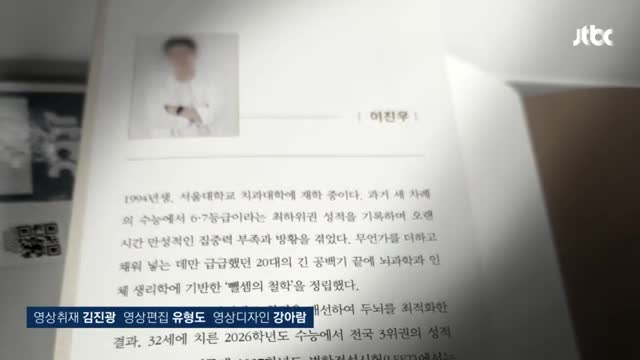 jtbc
이진우
1994년생. 서울대학교 치과대학에 재학 중이다. 과거 세 차례
의 수능에서 6-7등급이라는 최하위권 성적을 기록하며 오랜
시간 만성적인 집중력 부족과 방황을 겪었다. 무언가를 더하고
채워 넣는 데만 급급했던 20대의 긴 공백기 끝에 뇌과학과 인
체 생리학에 기반한 '뺄셈의 철학'을 정립했다.
개선하여 두뇌를 최적화한
결과. 32세에 치른 2026학년도 수능에서 전국 3위권의 성적
영상취재 김진광 영상편집 유형도 영상디자인 강아람